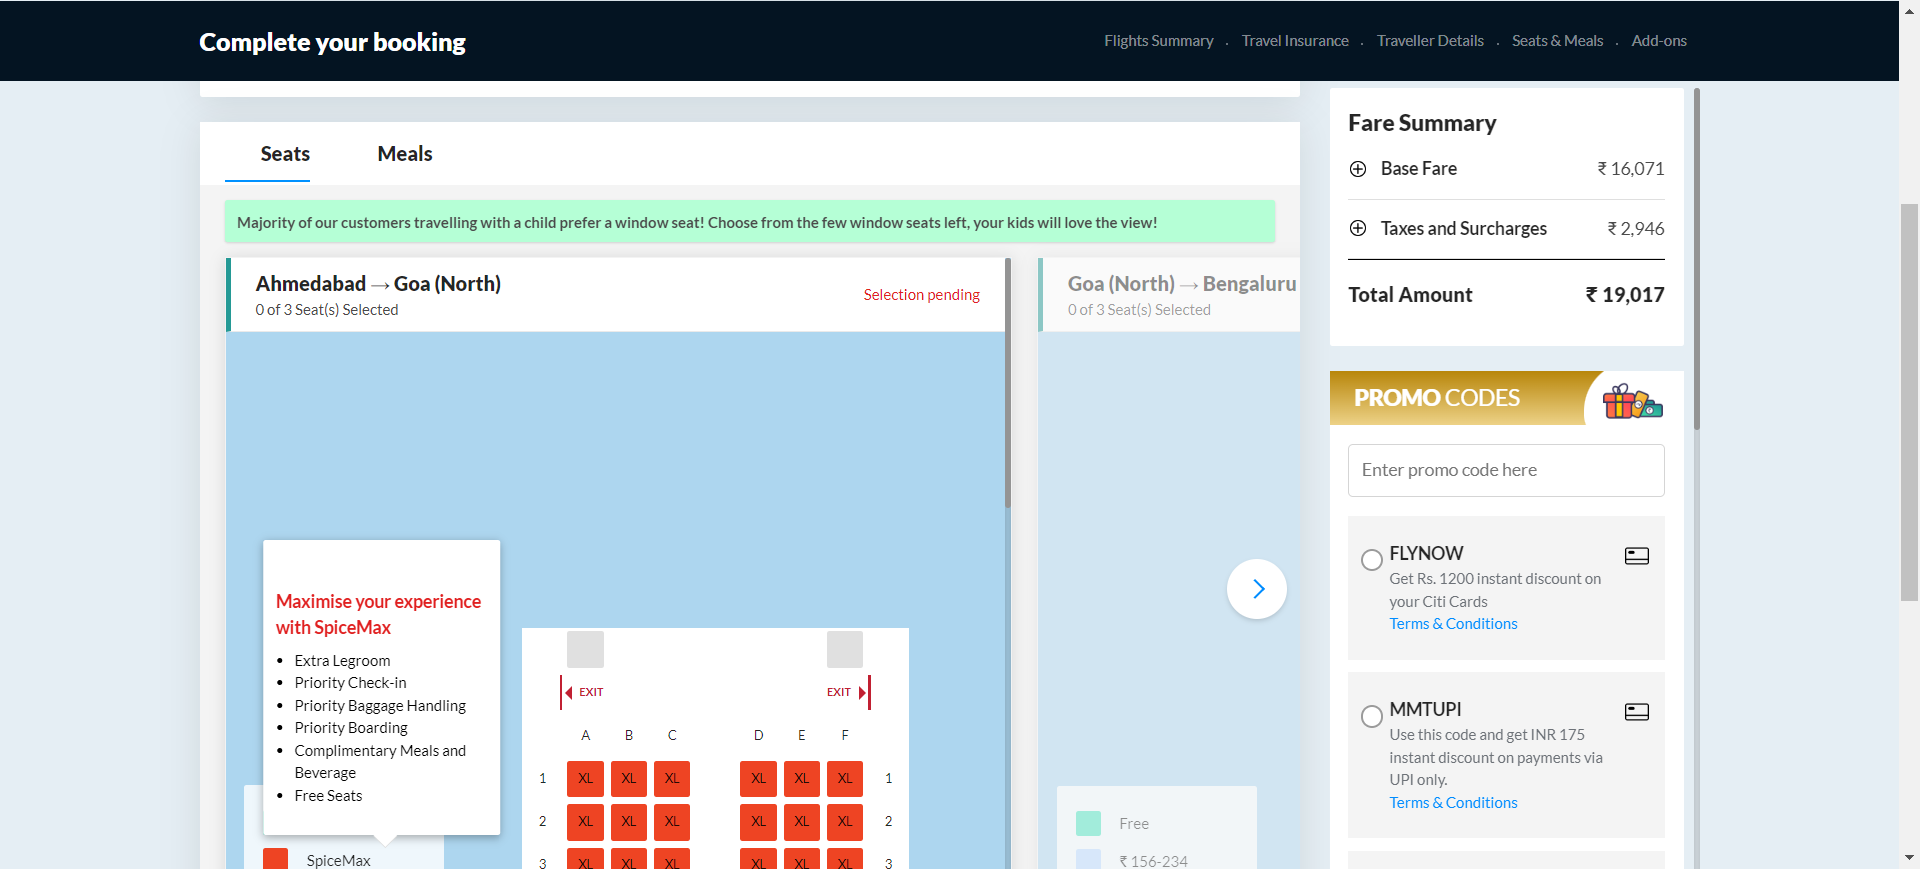 Complete your booking
Flights Summary . Travel Insurance . Traveller Details . Seats & Meals . Add-ons
Seats Meals
Majority of our customers travelling with a child prefer a window seat! Choose from the few window seats left, your kids will love the view!
Ahmedabad → Goa (North)
0 of 3 Seat(s) Selected
Selection pending
Goa (North) → Bengaluru
0 of 3 Seat(s) Selected
Maximise your experience
with SpiceMax
• Extra Legroom
• Priority Check-in
• Priority Baggage Handling
• Priority Boarding
• Complimentary Meals and
Beverage
• Free Seats
SpiceMax
EXIT EXIT
A B C D E F
1 XL XL XL XL XL XL 1
2 XL XL XL XL XL XL 2
3 XL XL XL XL XL XL 3
Free
₹ 156-234
Fare Summary
Base Fare ₹ 16,071
Taxes and Surcharges ₹ 2,946
Total Amount ₹ 19,017
PROMO CODES
Enter promo code here
FLYNOW
Get Rs. 1200 instant discount on
your Citi Cards
Terms & Conditions
MMTUPI
Use this code and get INR 175
instant discount on payments via
UPI only.
Terms & Conditions